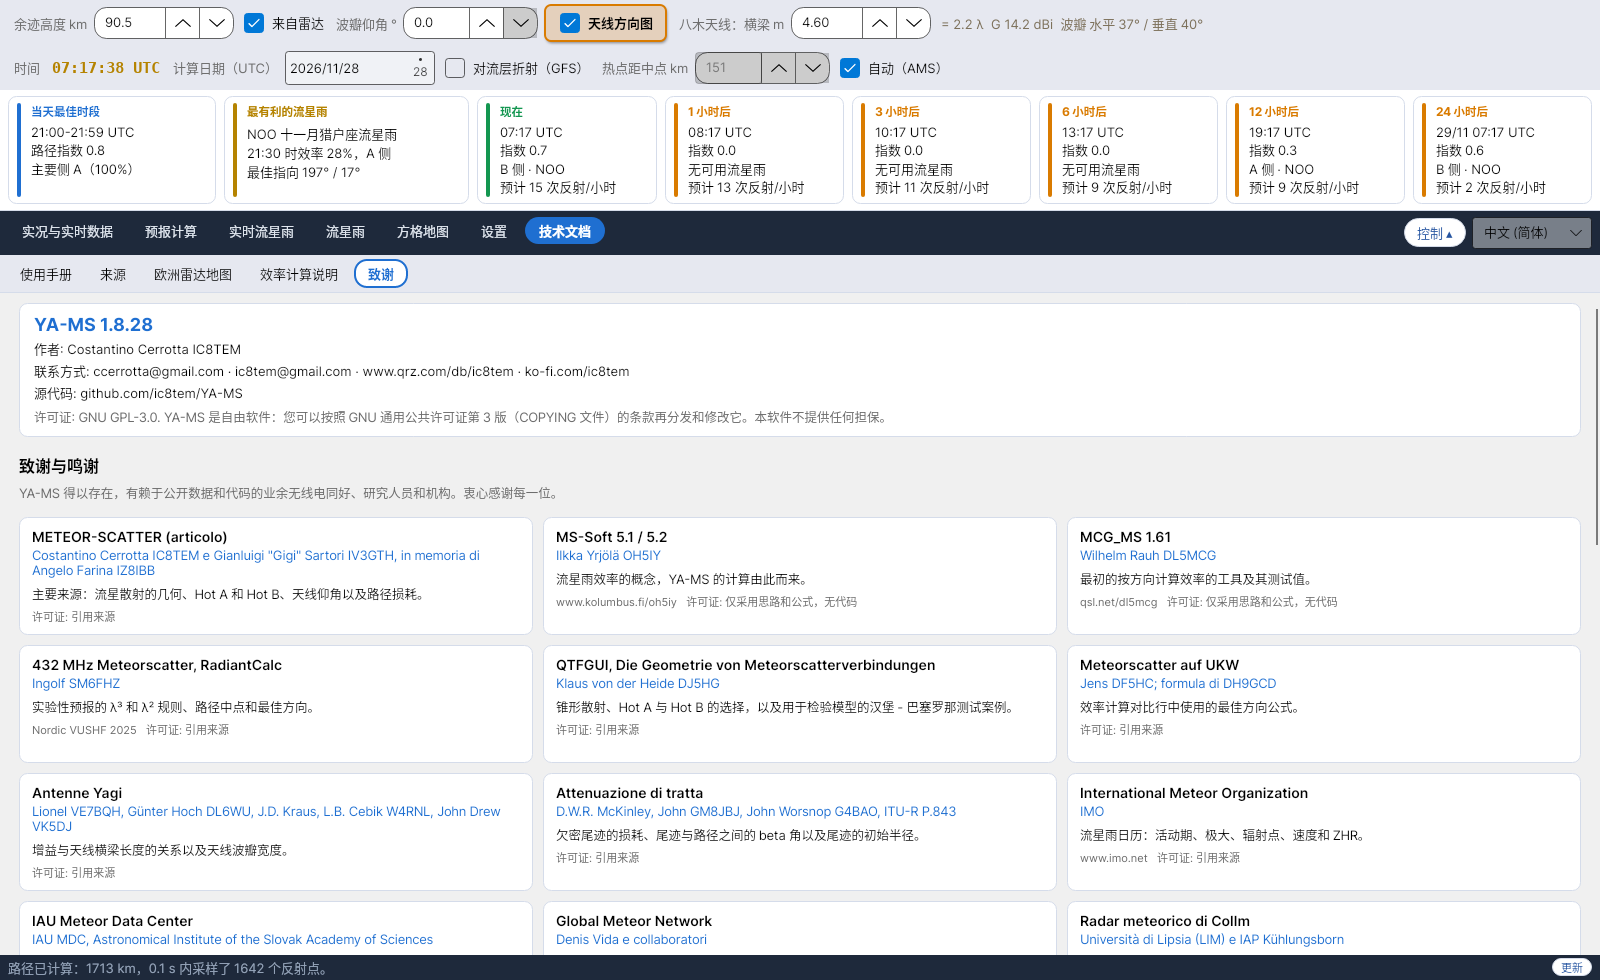 余迹高度 km 90.5 来自雷达 波瓣仰角 ° 0.0 天线方向图 八木天线：横梁 m 4.60 = 2.2 λ G 14.2 dBi 波瓣 水平 37° / 垂直 40°
时间 07:17:38 UTC 计算日期（UTC） 2026/11/28 28 对流层折射（GFS） 热点距中点 km 151 自动（AMS）
当天最佳时段
21:00-21:59 UTC
路径指数 0.8
主要侧 A（100%）
最有利的流星雨
NOO 十一月猎户座流星雨
21:30 时效率 28%，A 侧
最佳指向 197° / 17°
现在
07:17 UTC
指数 0.7
B 侧 · NOO
预计 15 次反射/小时
1 小时后
08:17 UTC
指数 0.0
无可用流星雨
预计 13 次反射/小时
3 小时后
10:17 UTC
指数 0.0
无可用流星雨
预计 11 次反射/小时
6 小时后
13:17 UTC
指数 0.0
无可用流星雨
预计 9 次反射/小时
12 小时后
19:17 UTC
指数 0.3
A 侧 · NOO
预计 9 次反射/小时
24 小时后
29/11 07:17 UTC
指数 0.6
B 侧 · NOO
预计 2 次反射/小时
实况与实时数据 预报计算 实时流星雨 流星雨 方格地图 设置 技术文档 控制 ▴ 中文 (简体)
使用手册 来源 欧洲雷达地图 效率计算说明 致谢
YA-MS 1.8.28
作者: Costantino Cerrotta IC8TEM
联系方式: ccerrotta@gmail.com · ic8tem@gmail.com · www.qrz.com/db/ic8tem · ko-fi.com/ic8tem
源代码: github.com/ic8tem/YA-MS
许可证: GNU GPL-3.0. YA-MS 是自由软件：您可以按照 GNU 通用公共许可证第 3 版（COPYING 文件）的条款再分发和修改它。本软件不提供任何担保。
致谢与鸣谢
YA-MS 得以存在，有赖于公开数据和代码的业余无线电同好、研究人员和机构。衷心感谢每一位。
METEOR-SCATTER (articolo)
Costantino Cerrotta IC8TEM e Gianluigi "Gigi" Sartori IV3GTH, in memoria di
Angelo Farina IZ8IBB
主要来源：流星散射的几何、Hot A 和 Hot B、天线仰角以及路径损耗。
许可证: 引用来源
MS-Soft 5.1 / 5.2
Ilkka Yrjölä OH5IY
流星雨效率的概念，YA-MS 的计算由此而来。
www.kolumbus.fi/oh5iy 许可证: 仅采用思路和公式，无代码
MCG_MS 1.61
Wilhelm Rauh DL5MCG
最初的按方向计算效率的工具及其测试值。
qsl.net/dl5mcg 许可证: 仅采用思路和公式，无代码
432 MHz Meteorscatter, RadiantCalc
Ingolf SM6FHZ
实验性预报的 λ³ 和 λ² 规则、路径中点和最佳方向。
Nordic VUSHF 2025 许可证: 引用来源
QTFGUI, Die Geometrie von Meteorscatterverbindungen
Klaus von der Heide DJ5HG
锥形散射、Hot A 与 Hot B 的选择，以及用于检验模型的汉堡 - 巴塞罗那测试案例。
许可证: 引用来源
Meteorscatter auf UKW
Jens DF5HC; formula di DH9GCD
效率计算对比行中使用的最佳方向公式。
许可证: 引用来源
Antenne Yagi
Lionel VE7BQH, Günter Hoch DL6WU, J.D. Kraus, L.B. Cebik W4RNL, John Drew
VK5DJ
增益与天线横梁长度的关系以及天线波瓣宽度。
许可证: 引用来源
Attenuazione di tratta
D.W.R. McKinley, John GM8JBJ, John Worsnop G4BAO, ITU-R P.843
欠密尾迹的损耗、尾迹与路径之间的 beta 角以及尾迹的初始半径。
许可证: 引用来源
International Meteor Organization
IMO
流星雨日历：活动期、极大、辐射点、速度和 ZHR。
www.imo.net 许可证: 引用来源
IAU Meteor Data Center
IAU MDC, Astronomical Institute of the Slovak Academy of Sciences
Global Meteor Network
Denis Vida e collaboratori
Radar meteorico di Collm
Università di Lipsia (LIM) e IAP Kühlungsborn
路径已计算：1713 km，0.1 s 内采样了 1642 个反射点。 更新